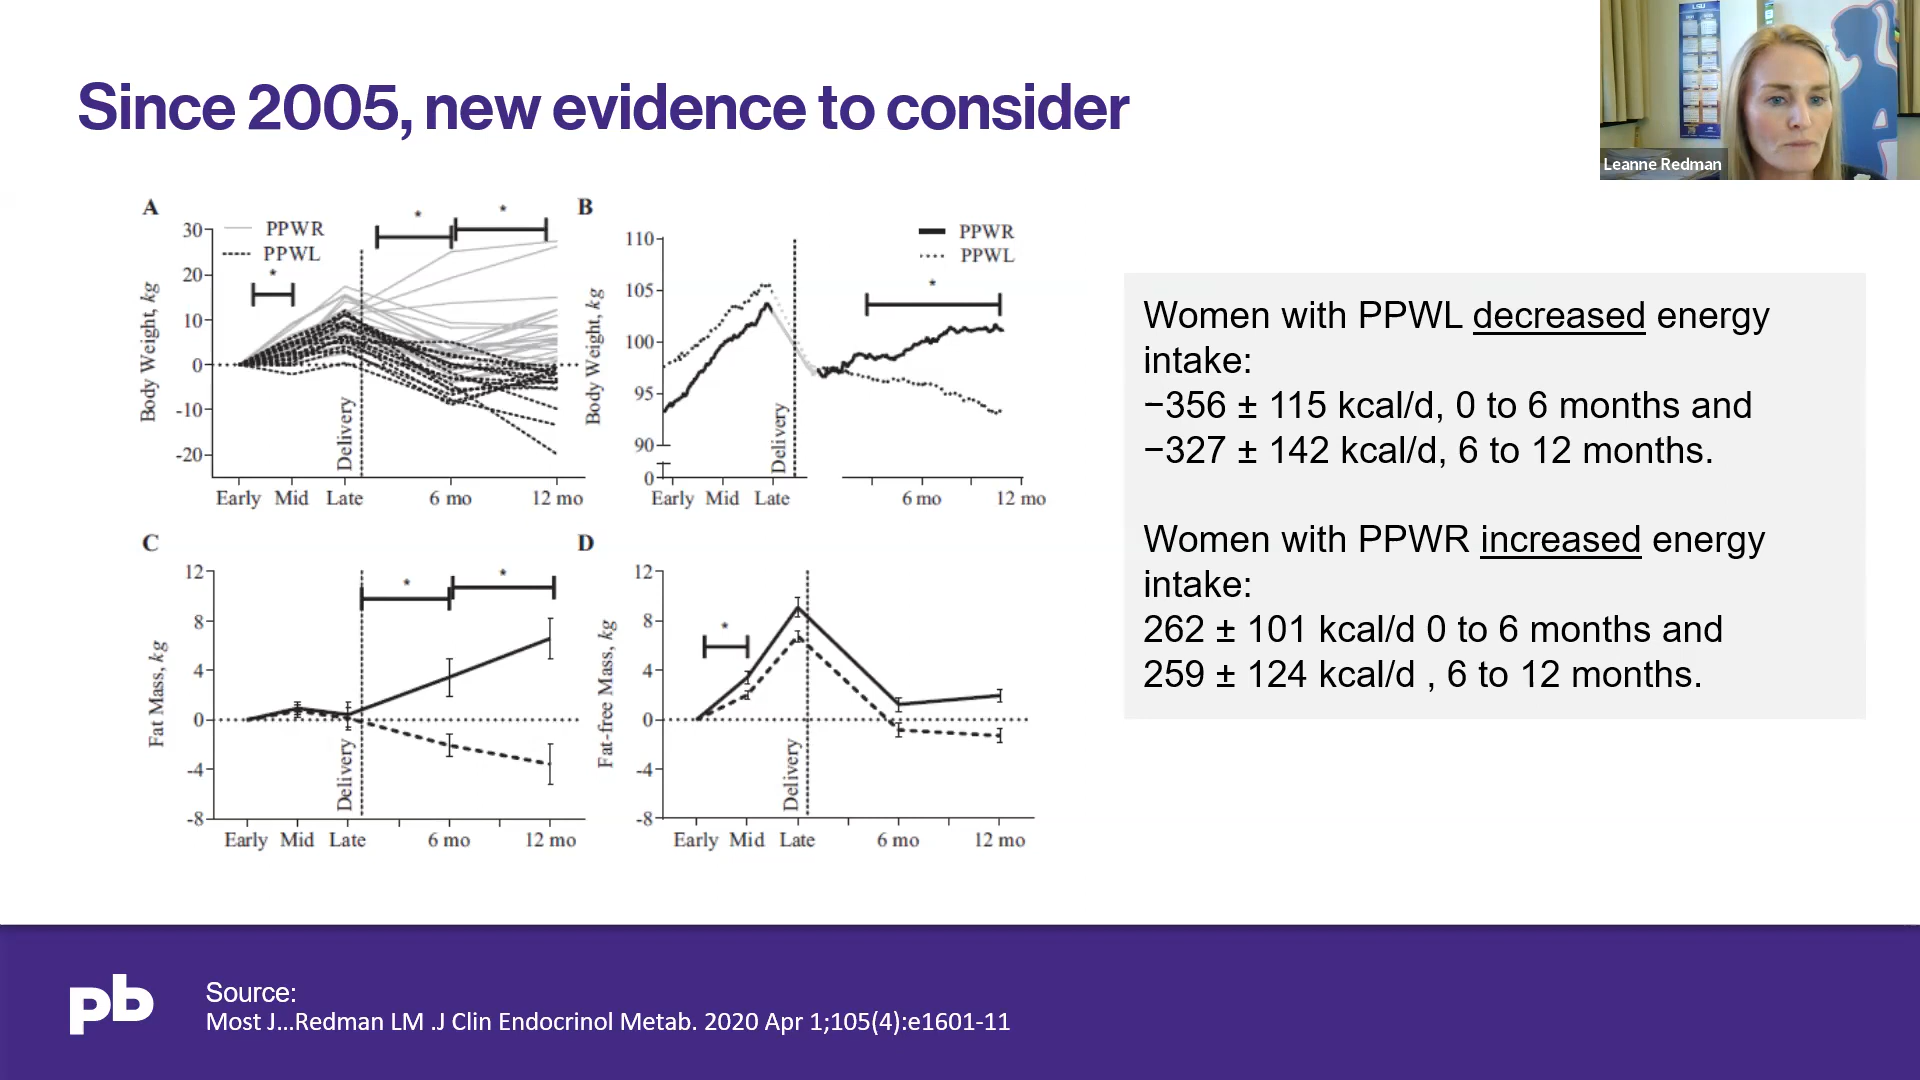 Since 2005, new evidence to consider
LSU
Leanne Redman
A
PPWR
PPWL
*
*
*
30
20
10
0
-10
-20
Body Weight, kg
Delivery
Early Mid Late 6 mo 12 mo
B
PPWR
PPWL
*
110
105
100
95
90
0
Body Weight, kg
Delivery
Early Mid Late 6 mo 12 mo
C
*
*
12
8
4
0
-4
-8
Fat Mass, kg
Delivery
Early Mid Late 6 mo 12 mo
D
*
12
8
4
0
-4
-8
Fat-free Mass, kg
Delivery
Early Mid Late 6 mo 12 mo
Women with PPWL decreased energy
intake:
−356 ± 115 kcal/d, 0 to 6 months and
−327 ± 142 kcal/d, 6 to 12 months.
Women with PPWR increased energy
intake:
262 ± 101 kcal/d 0 to 6 months and
259 ± 124 kcal/d , 6 to 12 months.
pb
Source:
Most J...Redman LM .J Clin Endocrinol Metab. 2020 Apr 1;105(4):e1601-11